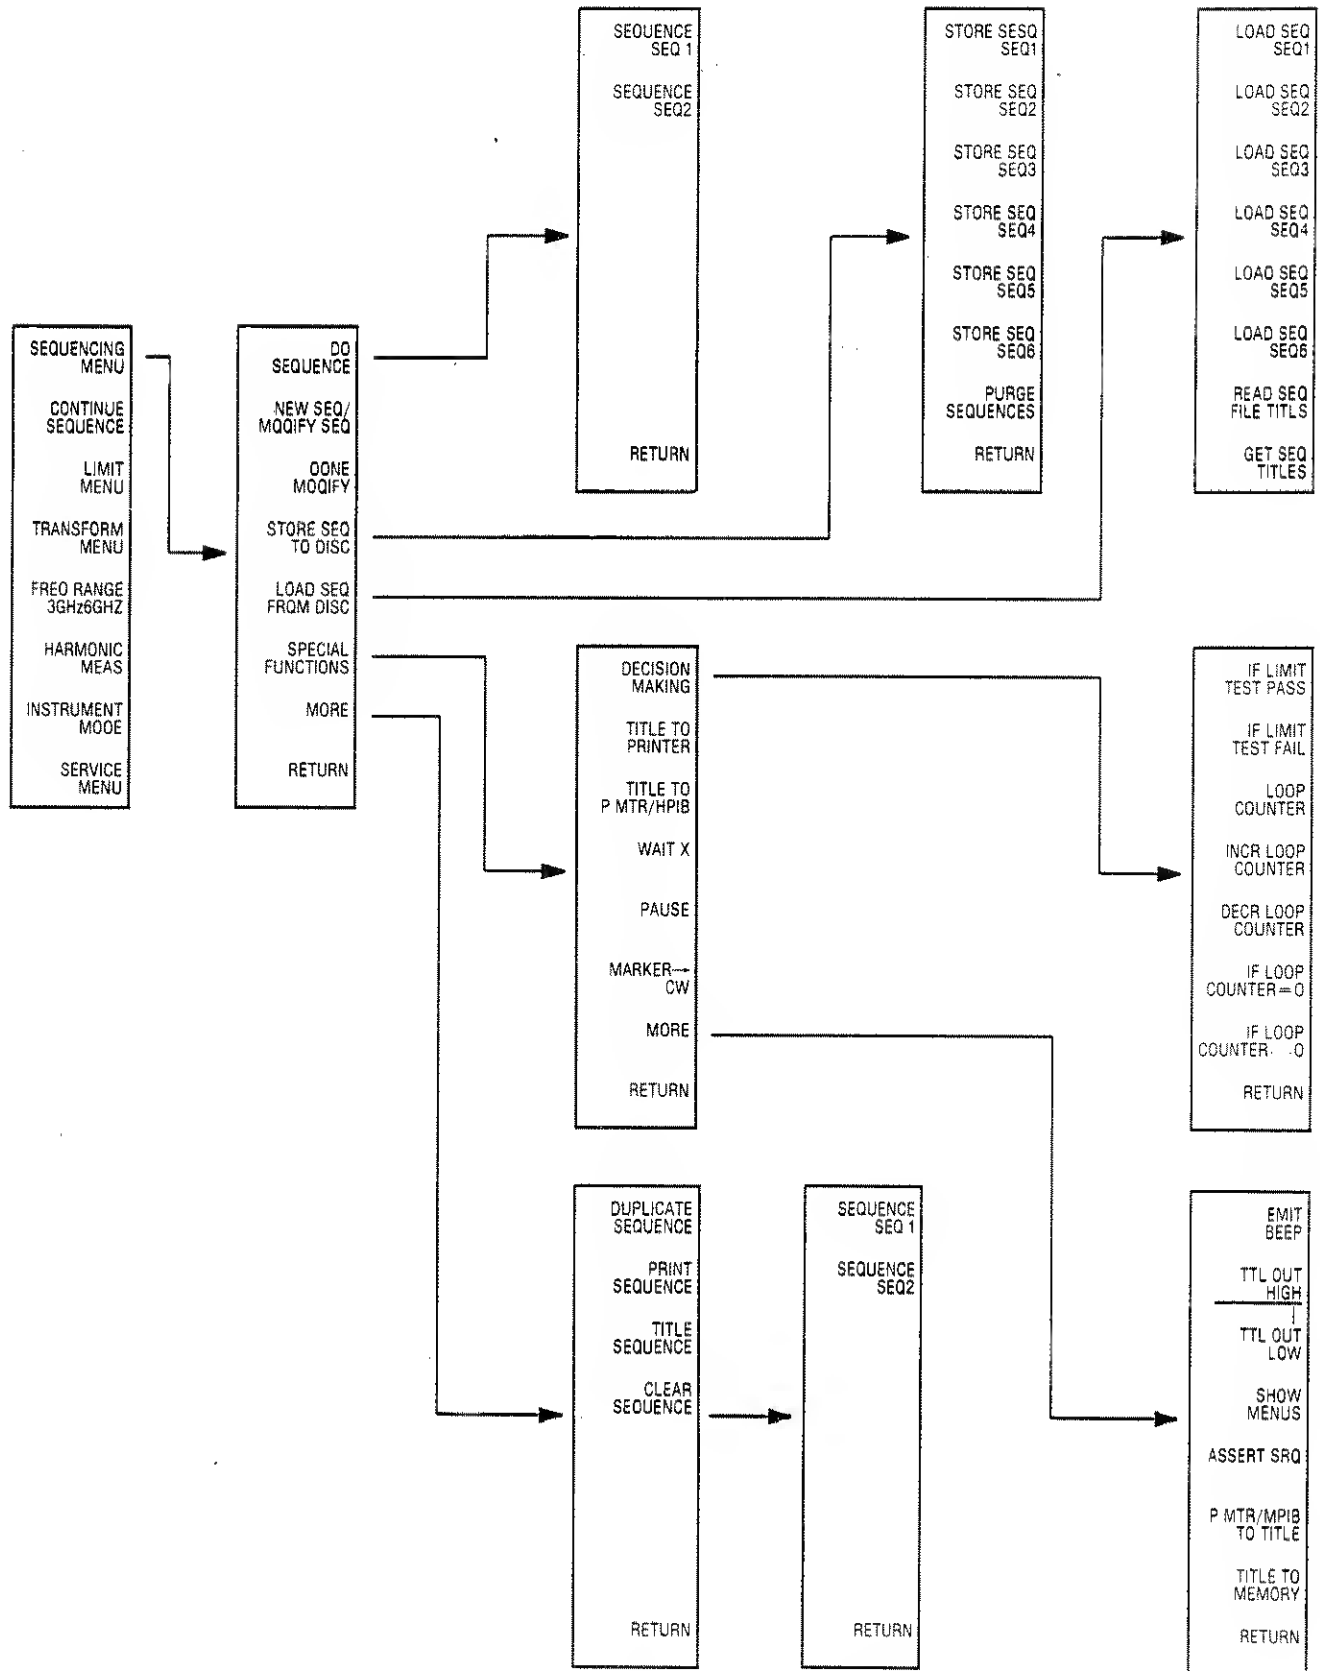 SEQUENCE
SEQ 1
SEQUENCE
SEQ2
RETURN
STORE SESQ
SEQ1
STORE SEQ
SEQ2
STORE SEQ
SEQ3
STORE SEQ
SEQ4
STORE SEQ
SEQ5
STORE SEQ
SEQ6
PURGE
SEQUENCES
RETURN
LOAD SEQ
SEQ1
LOAD SEQ
SEQ2
LOAD SEQ
SEQ3
LOAD SEQ
SEQ4
LOAD SEQ
SEQ5
LOAD SEQ
SEQ6
READ SEQ
FILE TITLS
GET SEQ
TITLES
SEQUENCING
MENU
CONTINUE
SEQUENCE
LIMIT
MENU
TRANSFORM
MENU
FREQ RANGE
3GHz6GHZ
HARMONIC
MEAS
INSTRUMENT
MODE
SERVICE
MENU
DO
SEQUENCE
NEW SEQ/
MODIFY SEQ
DONE
MODIFY
STORE SEQ
TO DISC
LOAD SEQ
FROM DISC
SPECIAL
FUNCTIONS
MORE
RETURN
DECISION
MAKING
TITLE TO
PRINTER
TITLE TO
P MTR/HPIB
WAIT X
PAUSE
MARKER→
CW
MORE
RETURN
IF LIMIT
TEST PASS
IF LIMIT
TEST FAIL
LOOP
COUNTER
INCR LOOP
COUNTER
DECR LOOP
COUNTER
IF LOOP
COUNTER=0
IF LOOP
COUNTER 0
RETURN
DUPLICATE
SEQUENCE
PRINT
SEQUENCE
TITLE
SEQUENCE
CLEAR
SEQUENCE
RETURN
SEQUENCE
SEQ 1
SEQUENCE
SEQ2
RETURN
EMIT
BEEP
TTL OUT
HIGH
TTL OUT
LOW
SHOW
MENUS
ASSERT SRQ
P MTR/MPIB
TO TITLE
TITLE TO
MEMORY
RETURN